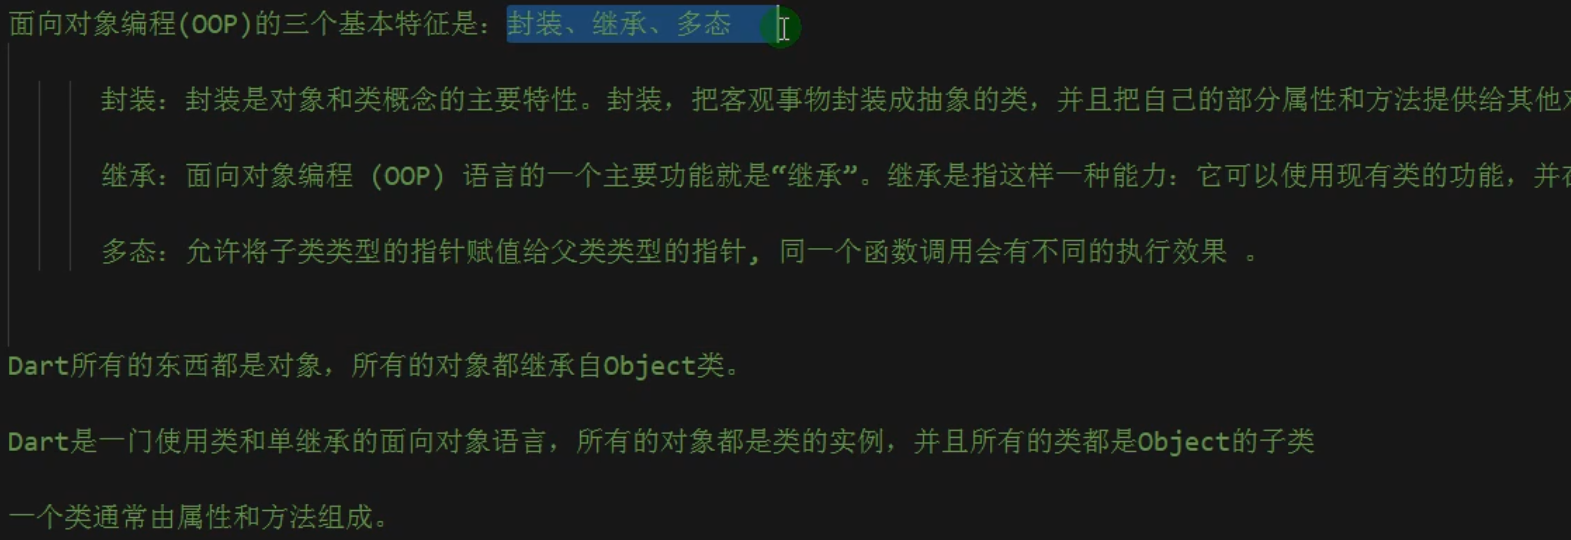 面向对象编程(OOP)的三个基本特征是：封装、继承、多态
封装：封装是对象和类概念的主要特性。封装，把客观事物封装成抽象的类，并且把自己的部分属性和方法提供给其他
继承：面向对象编程 (OOP) 语言的一个主要功能就是“继承”。继承是指这样一种能力：它可以使用现有类的功能，并
多态：允许将子类类型的指针赋值给父类类型的指针, 同一个函数调用会有不同的执行效果 。
Dart所有的东西都是对象，所有的对象都继承自Object类。
Dart是一门使用类和单继承的面向对象语言，所有的对象都是类的实例，并且所有的类都是Object的子类
一个类通常由属性和方法组成。